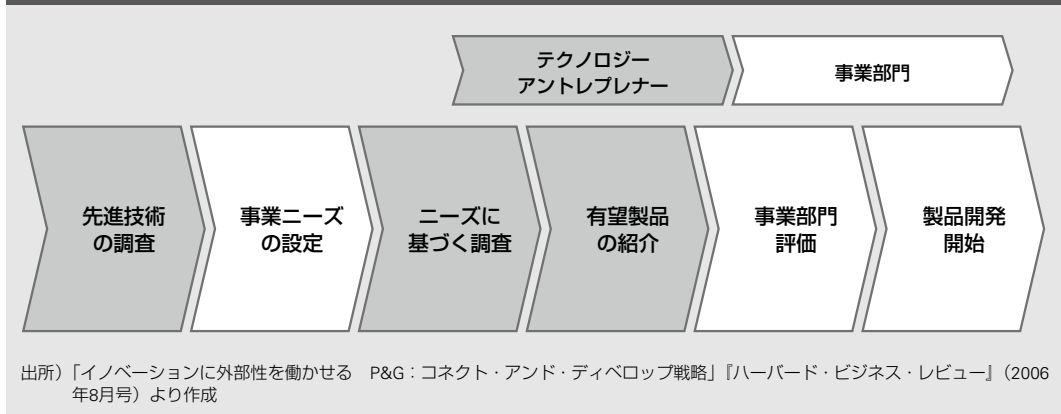 テクノロジー
アントレプレナー
事業部門
先進技術
の調査
事業ニーズ
の設定
ニーズに
基づく調査
有望製品
の紹介
事業部門
評価
製品開発
開始
出所)「イノベーションに外部性を働かせる　P&G：コネクト・アンド・ディベロップ戦略」『ハーバード・ビジネス・レビュー』(2006
年8月号) より作成